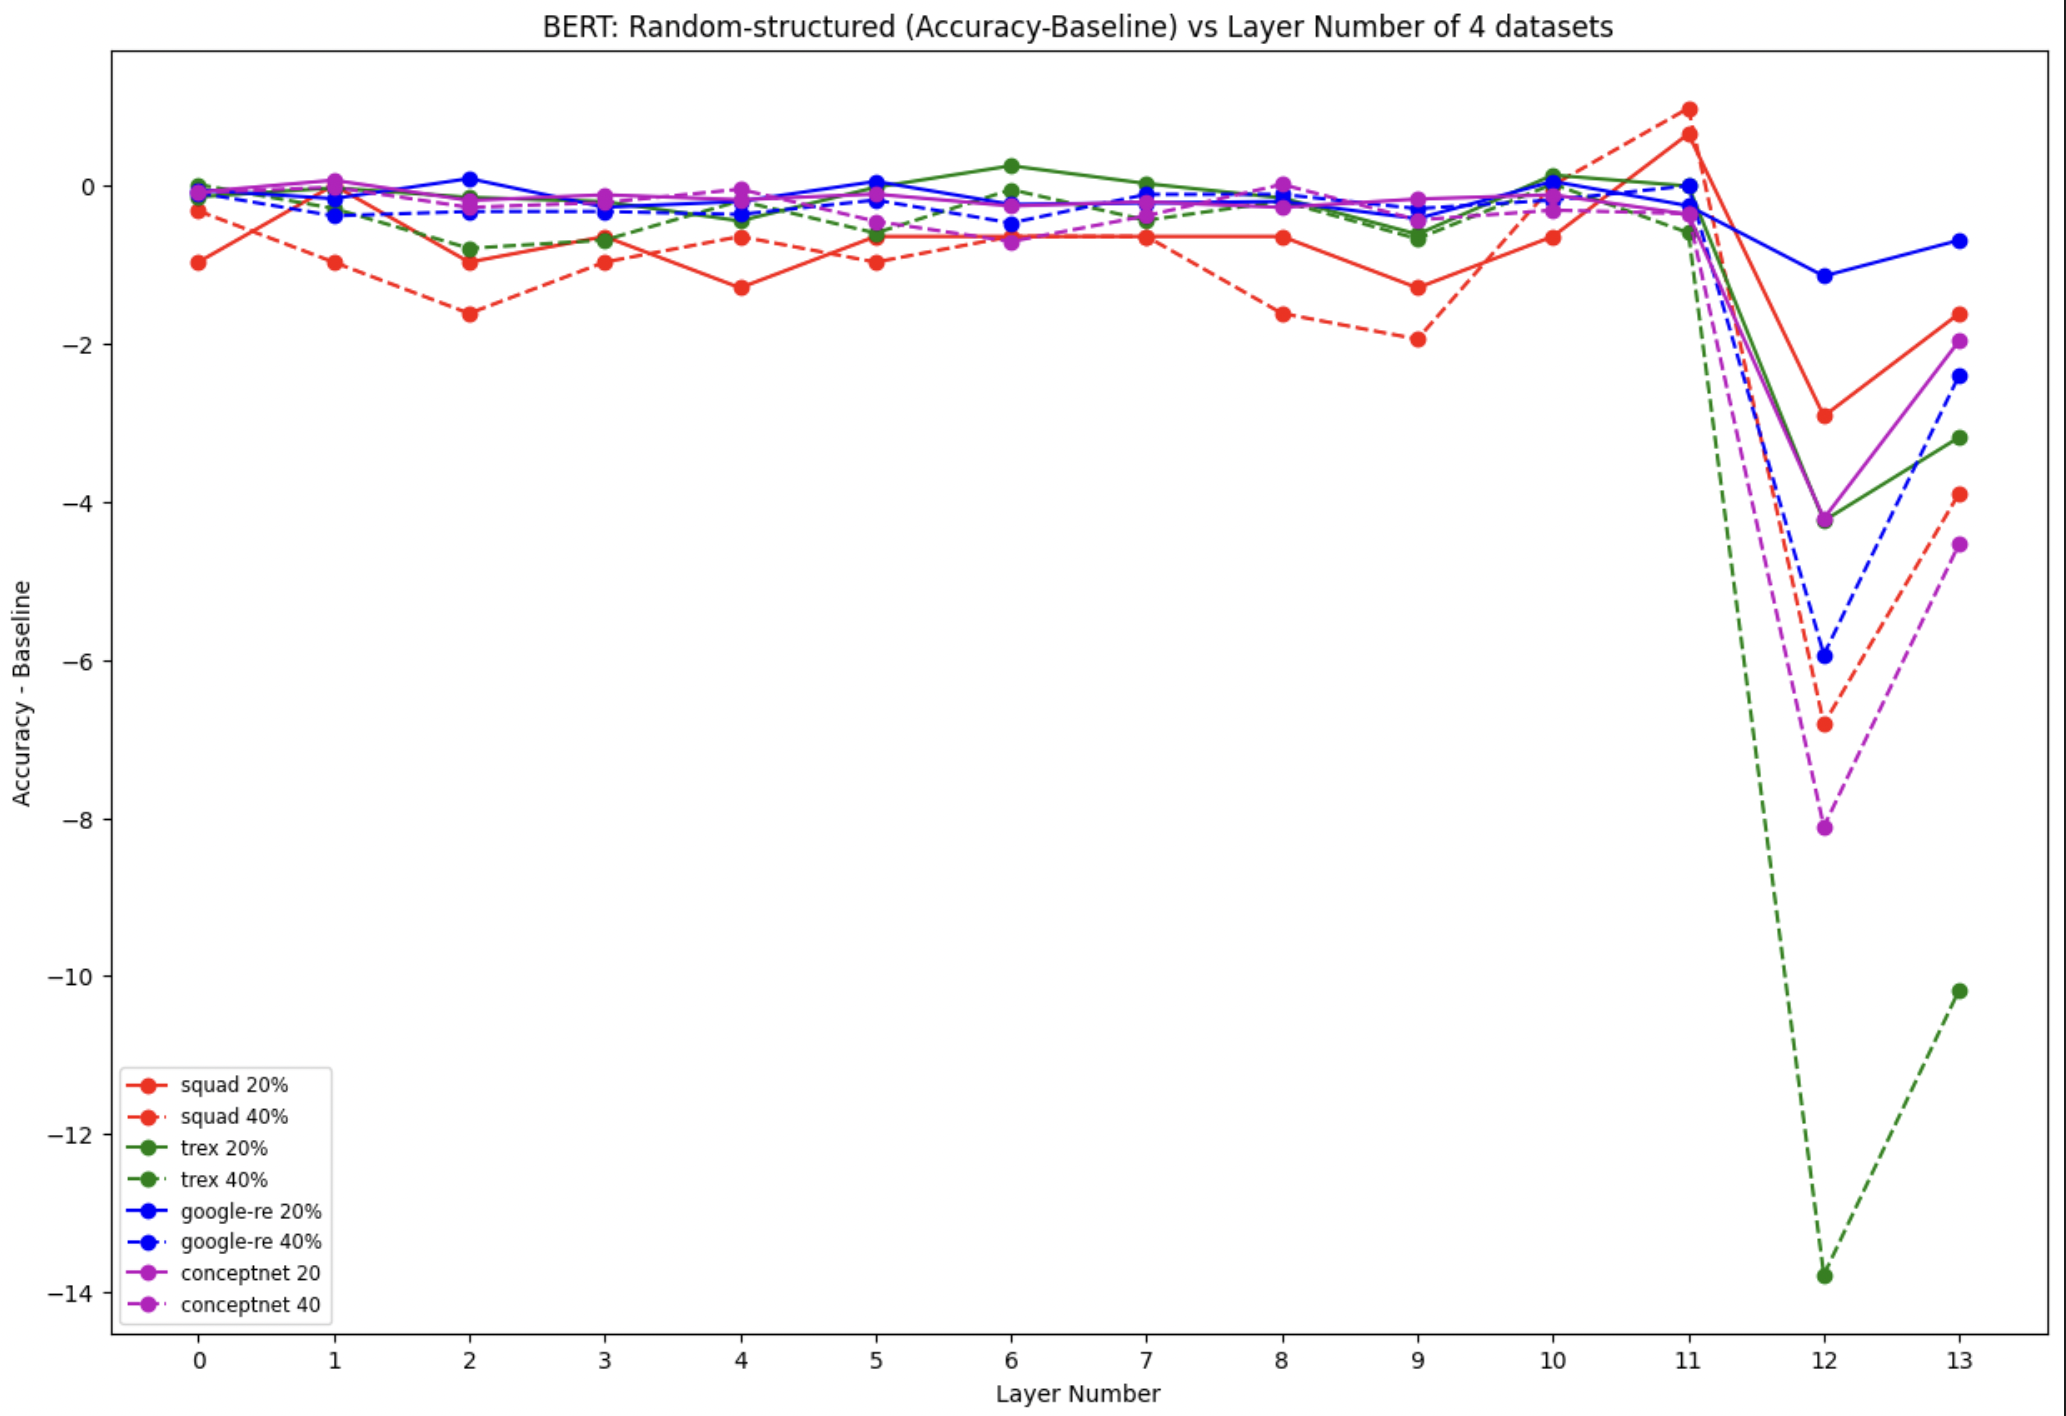 BERT: Random-structured (Accuracy-Baseline) vs Layer Number of 4 datasets
Accuracy - Baseline
0
−2
−4
−6
−8
−10
−12
−14
squad 20%
squad 40%
trex 20%
trex 40%
google-re 20%
google-re 40%
conceptnet 20
conceptnet 40
0 1 2 3 4 5 6 7 8 9 10 11 12 13
Layer Number